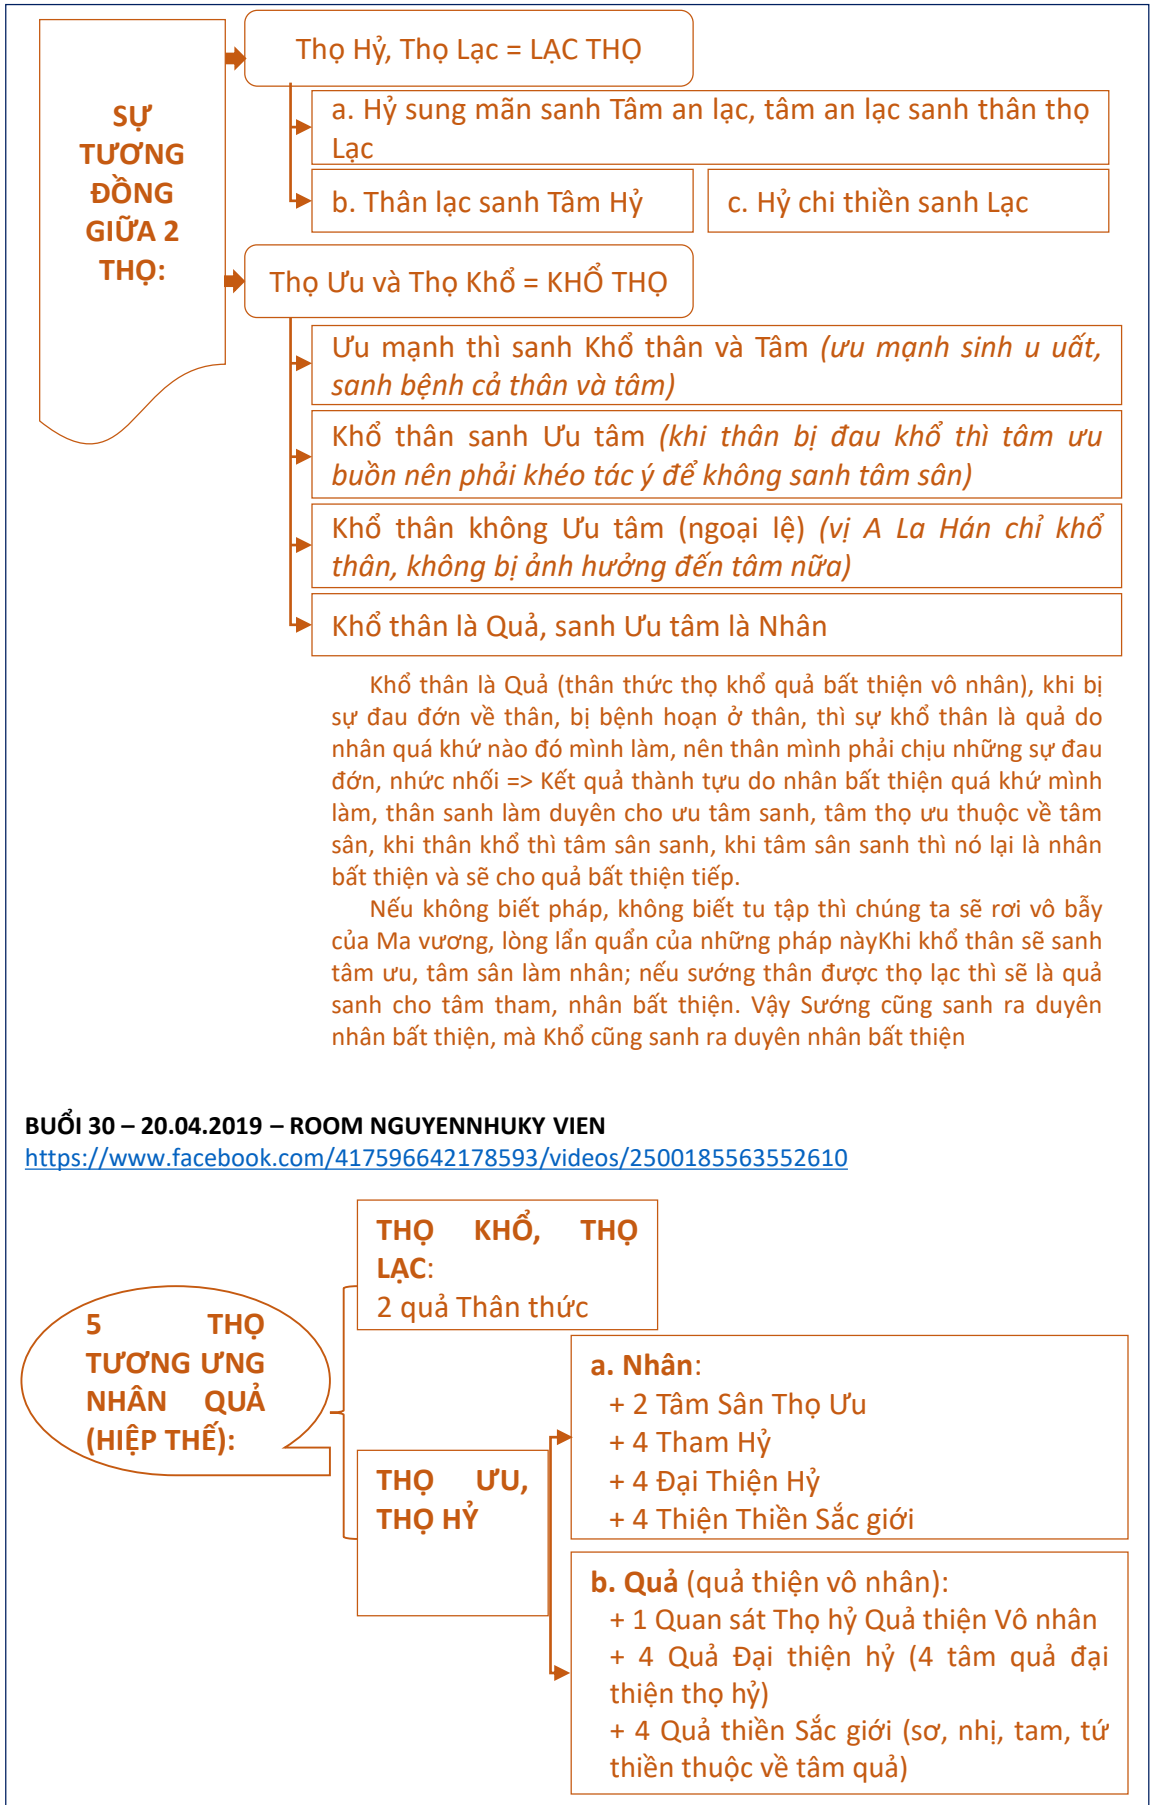 SỰ
TƯƠNG
ĐỒNG
GIỮA 2
THỌ:
Thọ Hỷ, Thọ Lạc = LẠC THỌ
a. Hỷ sung mãn sanh Tâm an lạc, tâm an lạc sanh thân thọ
Lạc
b. Thân lạc sanh Tâm Hỷ
c. Hỷ chi thiền sanh Lạc
Thọ Ưu và Thọ Khổ = KHỔ THỌ
Ưu mạnh thì sanh Khổ thân và Tâm (ưu mạnh sinh u uất,
sanh bệnh cả thân và tâm)
Khổ thân sanh Ưu tâm (khi thân bị đau khổ thì tâm ưu
buồn nên phải khéo tác ý để không sanh tâm sân)
Khổ thân không Ưu tâm (ngoại lệ) (vị A La Hán chỉ khổ
thân, không bị ảnh hưởng đến tâm nữa)
Khổ thân là Quả, sanh Ưu tâm là Nhân
Khổ thân là Quả (thân thức thọ khổ quả bất thiện vô nhân), khi bị
sự đau đớn về thân, bị bệnh hoạn ở thân, thì sự khổ thân là quả do
nhân quá khứ nào đó mình làm, nên thân mình phải chịu những sự đau
đớn, nhức nhối => Kết quả thành tựu do nhân bất thiện quá khứ mình
làm, thân sanh làm duyên cho ưu tâm sanh, tâm thọ ưu thuộc về tâm
sân, khi thân khổ thì tâm sân sanh, khi tâm sân sanh thì nó lại là nhân
bất thiện và sẽ cho quả bất thiện tiếp.
Nếu không biết pháp, không biết tu tập thì chúng ta sẽ rơi vô bẫy
của Ma vương, lòng lẩn quẩn của những pháp nàyKhi khổ thân sẽ sanh
tâm ưu, tâm sân làm nhân; nếu sướng thân được thọ lạc thì sẽ là quả
sanh cho tâm tham, nhân bất thiện. Vậy Sướng cũng sanh ra duyên
nhân bất thiện, mà Khổ cũng sanh ra duyên nhân bất thiện
BUỔI 30 – 20.04.2019 – ROOM NGUYENNHUKY VIEN
https://www.facebook.com/417596642178593/videos/2500185563552610
5 THỌ
TƯƠNG ƯNG
NHÂN QUẢ
(HIỆP THẾ):
THỌ KHỔ, THỌ
LẠC:
2 quả Thân thức
THỌ ƯU,
THỌ HỶ
a. Nhân:
+ 2 Tâm Sân Thọ Ưu
+ 4 Tham Hỷ
+ 4 Đại Thiện Hỷ
+ 4 Thiện Thiền Sắc giới
b. Quả (quả thiện vô nhân):
+ 1 Quan sát Thọ hỷ Quả thiện Vô nhân
+ 4 Quả Đại thiện hỷ (4 tâm quả đại
thiện thọ hỷ)
+ 4 Quả thiền Sắc giới (sơ, nhị, tam, tứ
thiền thuộc về tâm quả)